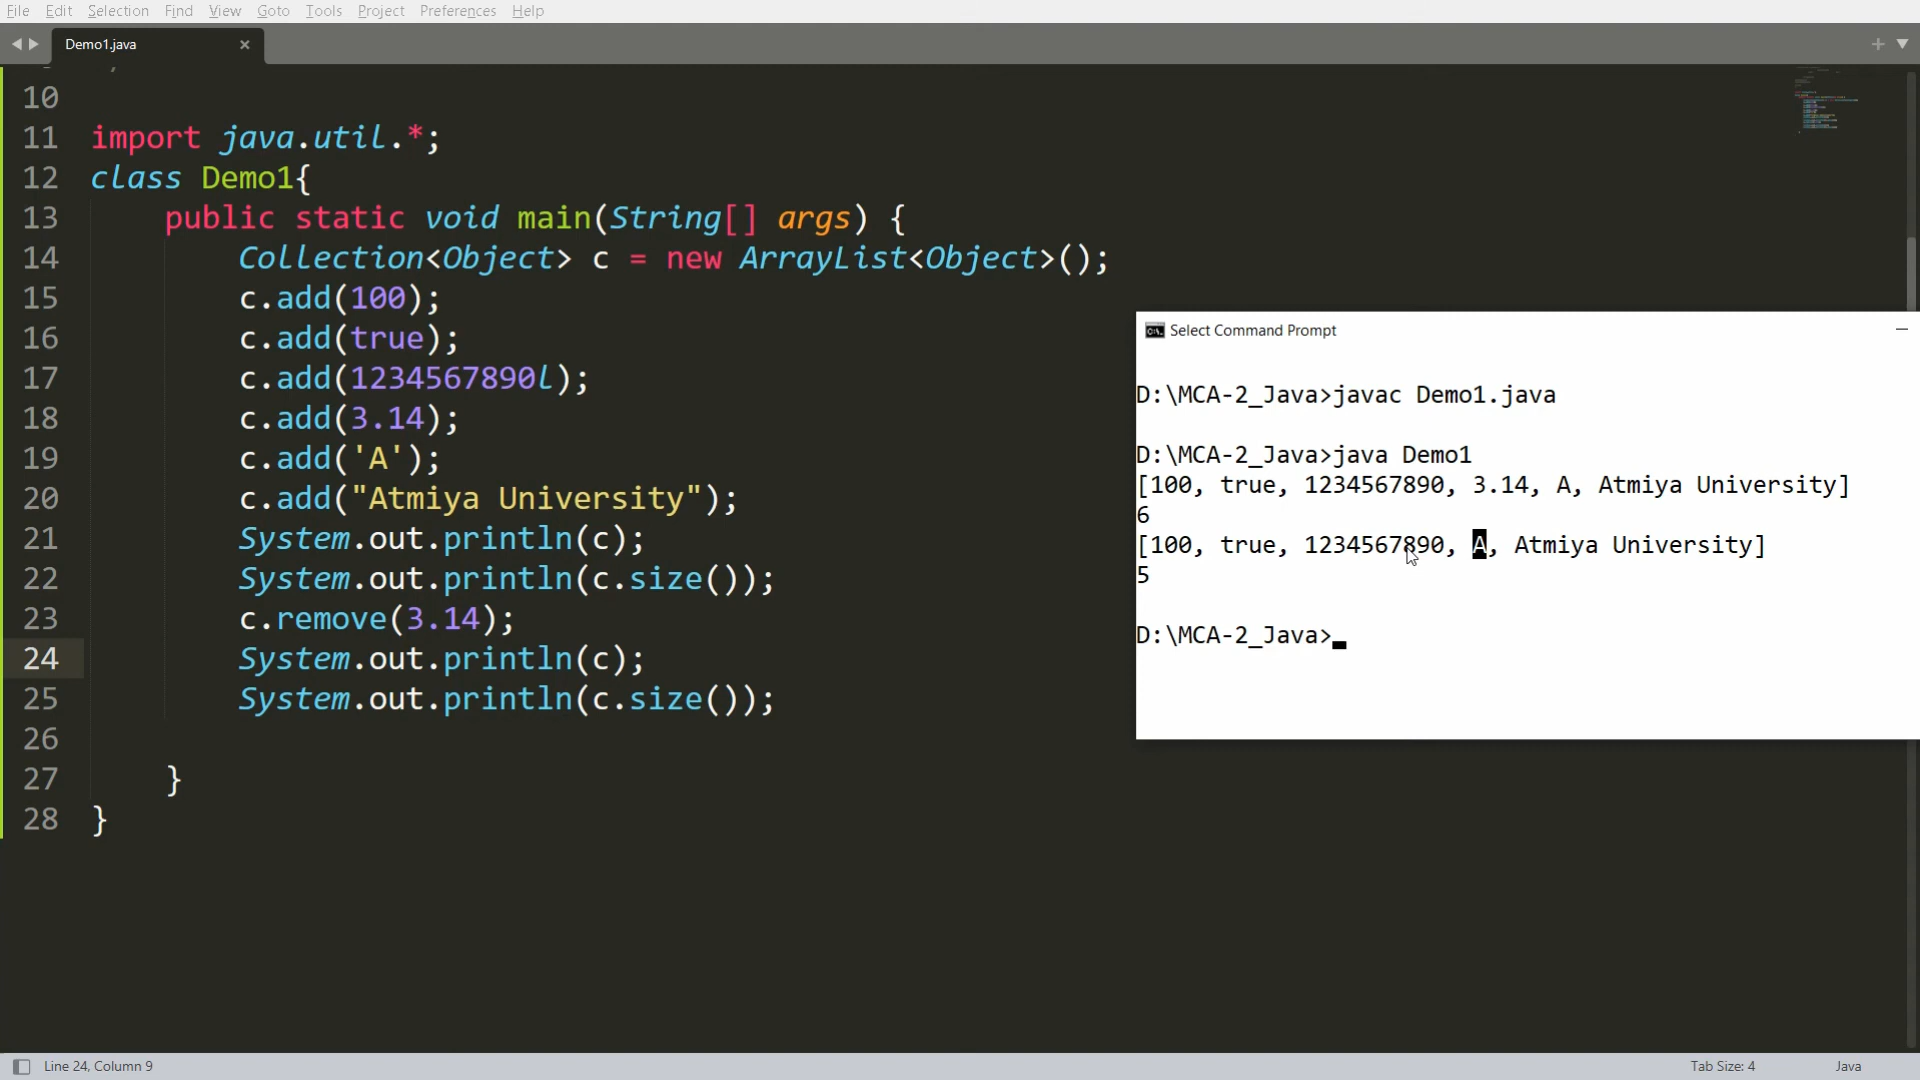 File Edit Selection Find View Goto Tools Project Preferences Help
Demo1.java
10
11 import java.util.*;
12 class Demo1{
13 public static void main(String[] args) {
14 Collection<Object> c = new ArrayList<Object>();
15 c.add(100);
16 c.add(true);
17 c.add(1234567890l);
18 c.add(3.14);
19 c.add('A');
20 c.add("Atmiya University");
21 System.out.println(c);
22 System.out.println(c.size());
23 c.remove(3.14);
24 System.out.println(c);
25 System.out.println(c.size());
26
27 }
28 }
Select Command Prompt
D:\MCA-2_Java>javac Demo1.java
D:\MCA-2_Java>java Demo1
[100, true, 1234567890, 3.14, A, Atmiya University]
6
[100, true, 1234567890, A, Atmiya University]
5
D:\MCA-2_Java>
Line 24, Column 9
Tab Size: 4
Java